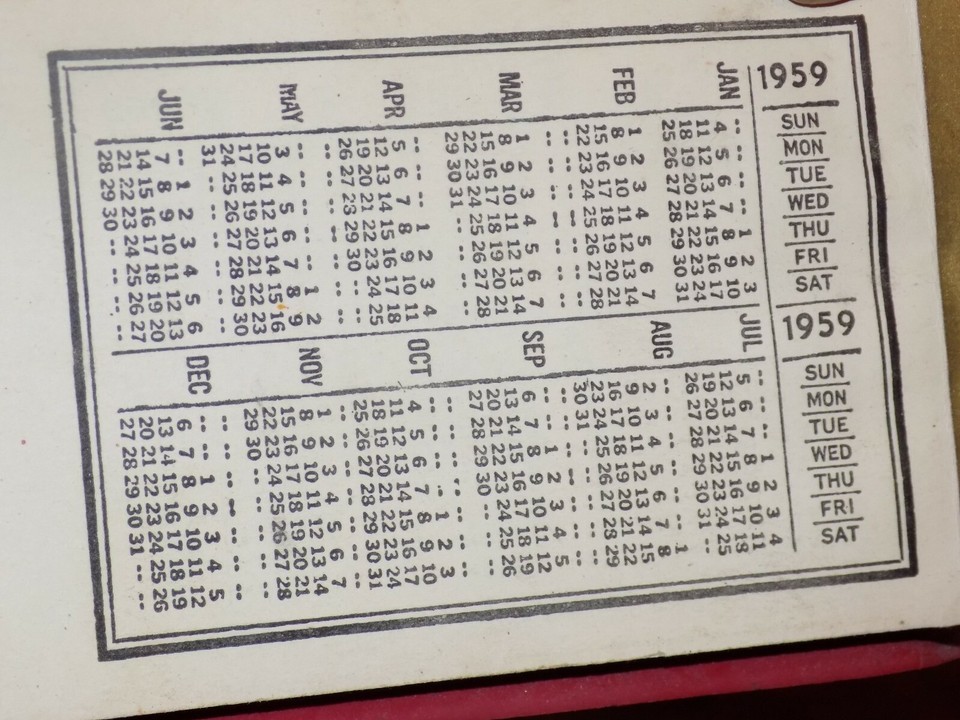 1959
SUN MON TUE WED THU FRI SAT
JAN
.. .. .. .. 1 2 3
4 5 6 7 8 9 10
11 12 13 14 15 16 17
18 19 20 21 22 23 24
25 26 27 28 29 30 31
FEB
1 2 3 4 5 6 7
8 9 10 11 12 13 14
15 16 17 18 19 20 21
22 23 24 25 26 27 28
.. .. .. .. .. .. ..
MAR
1 2 3 4 5 6 7
8 9 10 11 12 13 14
15 16 17 18 19 20 21
22 23 24 25 26 27 28
29 30 31 .. .. .. ..
APR
.. .. .. 1 2 3 4
5 6 7 8 9 10 11
12 13 14 15 16 17 18
19 20 21 22 23 24 25
26 27 28 29 30 .. ..
.. .. .. .. .. .. ..
MAY
.. .. .. .. .. 1 2
3 4 5 6 7 8 9
10 11 12 13 14 15 16
17 18 19 20 21 22 23
24 25 26 27 28 29 30
31 .. .. .. .. .. ..
JUN
.. 1 2 3 4 5 6
7 8 9 10 11 12 13
14 15 16 17 18 19 20
21 22 23 24 25 26 27
28 29 30 .. .. .. ..
1959
SUN MON TUE WED THU FRI SAT
JUL
.. .. .. 1 2 3 4
5 6 7 8 9 10 11
12 13 14 15 16 17 18
19 20 21 22 23 24 25
26 27 28 29 30 31 ..
AUG
.. .. .. .. .. .. 1
2 3 4 5 6 7 8
9 10 11 12 13 14 15
16 17 18 19 20 21 22
23 24 25 26 27 28 29
30 31 .. .. .. .. ..
SEP
.. .. 1 2 3 4 5
6 7 8 9 10 11 12
13 14 15 16 17 18 19
20 21 22 23 24 25 26
27 28 29 30 .. .. ..
.. .. .. .. .. .. ..
OCT
.. .. .. .. 1 2 3
4 5 6 7 8 9 10
11 12 13 14 15 16 17
18 19 20 21 22 23 24
25 26 27 28 29 30 31
.. .. .. .. .. .. ..
NOV
1 2 3 4 5 6 7
8 9 10 11 12 13 14
15 16 17 18 19 20 21
22 23 24 25 26 27 28
29 30 .. .. .. .. ..
.. .. .. .. .. .. ..
DEC
.. .. 1 2 3 4 5
6 7 8 9 10 11 12
13 14 15 16 17 18 19
20 21 22 23 24 25 26
27 28 29 30 31 .. ..